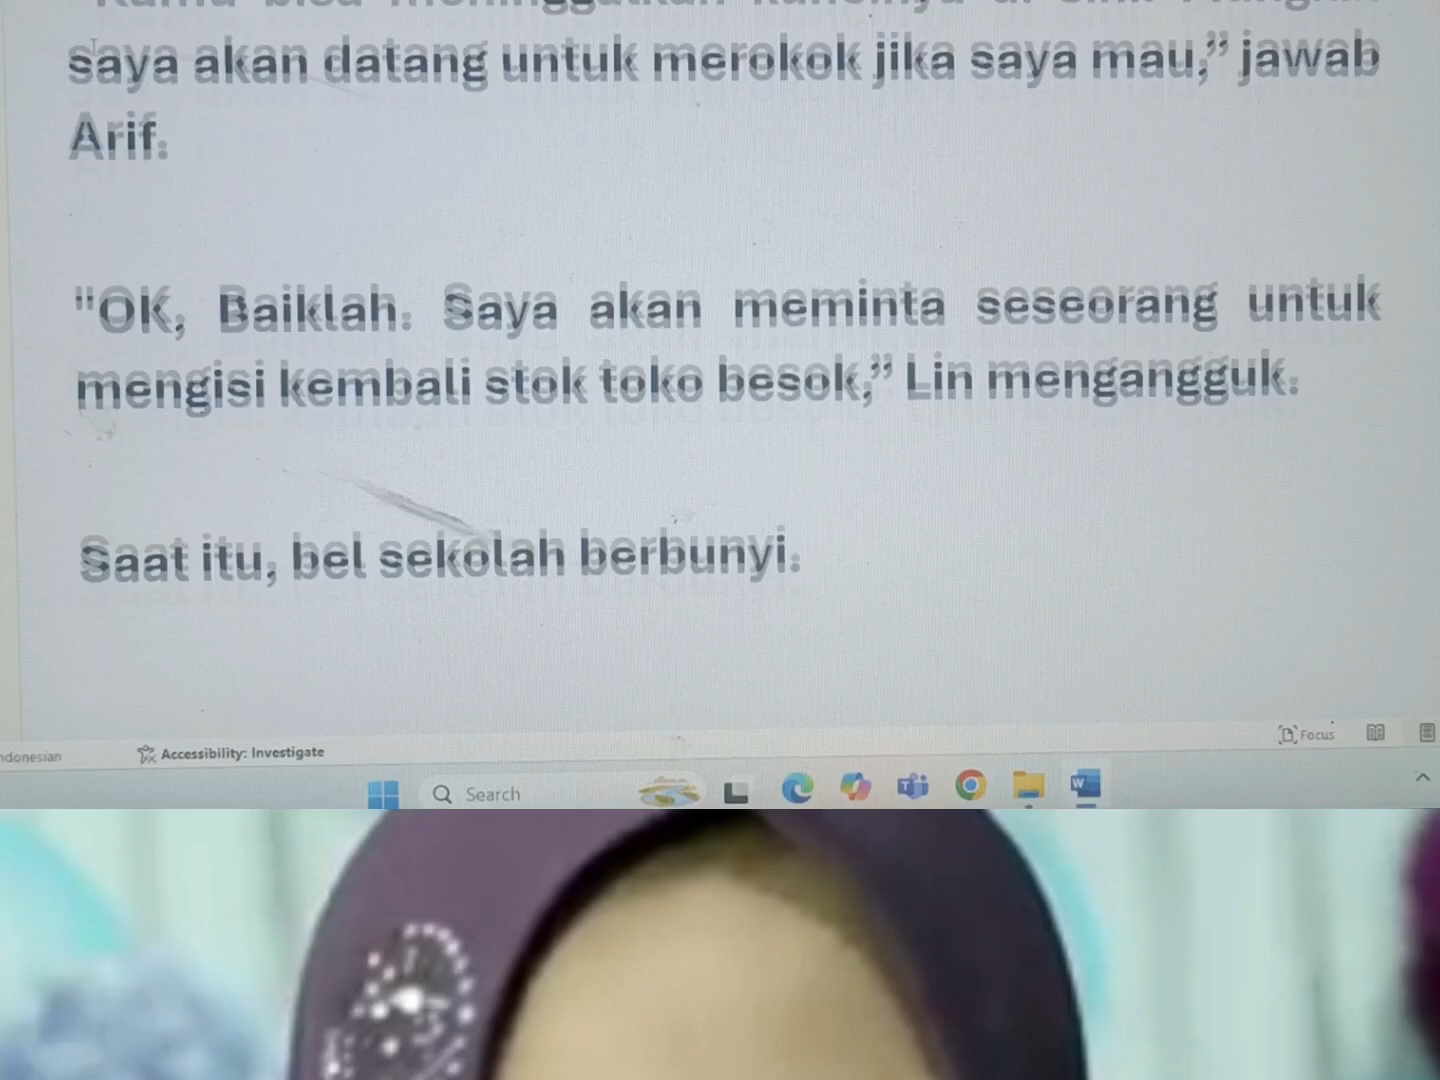 saya akan datang untuk merokok jika saya mau,” jawab
Arif.
"OK, Baiklah. Saya akan meminta seseorang untuk
mengisi kembali stok toko besok,” Lin mengangguk.
Saat itu, bel sekolah berbunyi.
Accessibility: Investigate
Focus
Search